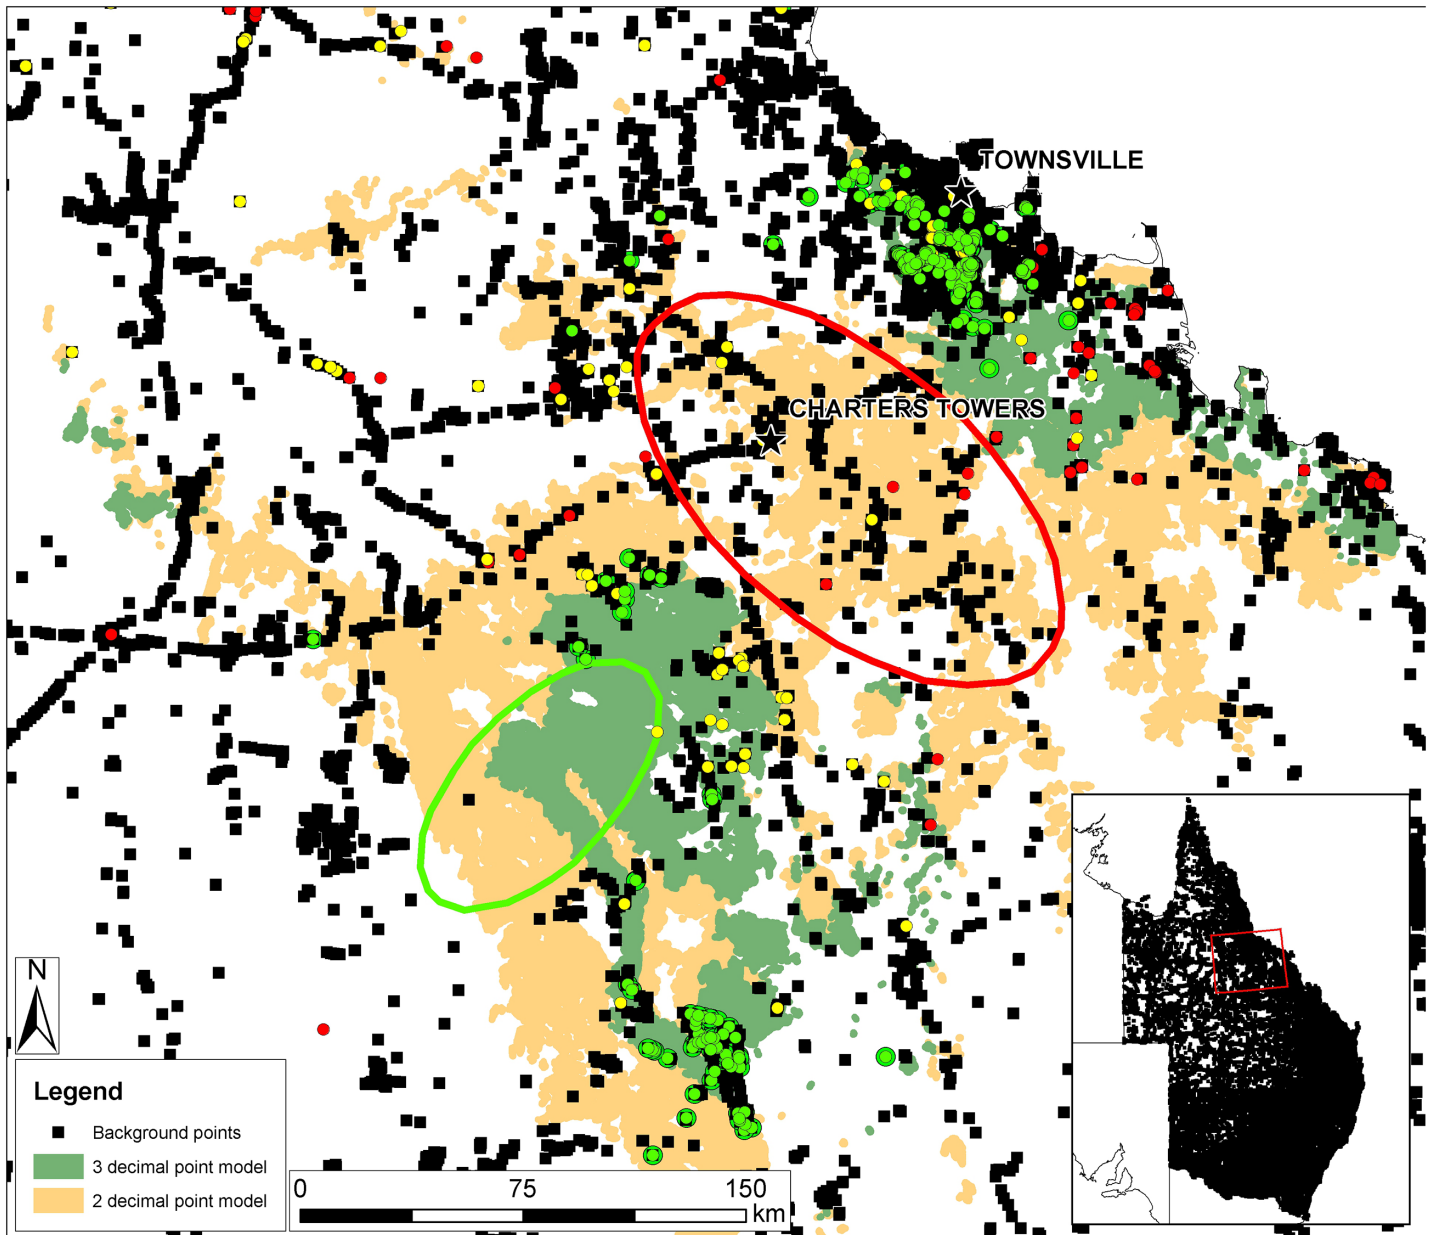 TOWNSVILLE
CHARTERS TOWERS
N
Legend
Background points
3 decimal point model
2 decimal point model
0 75 150
km